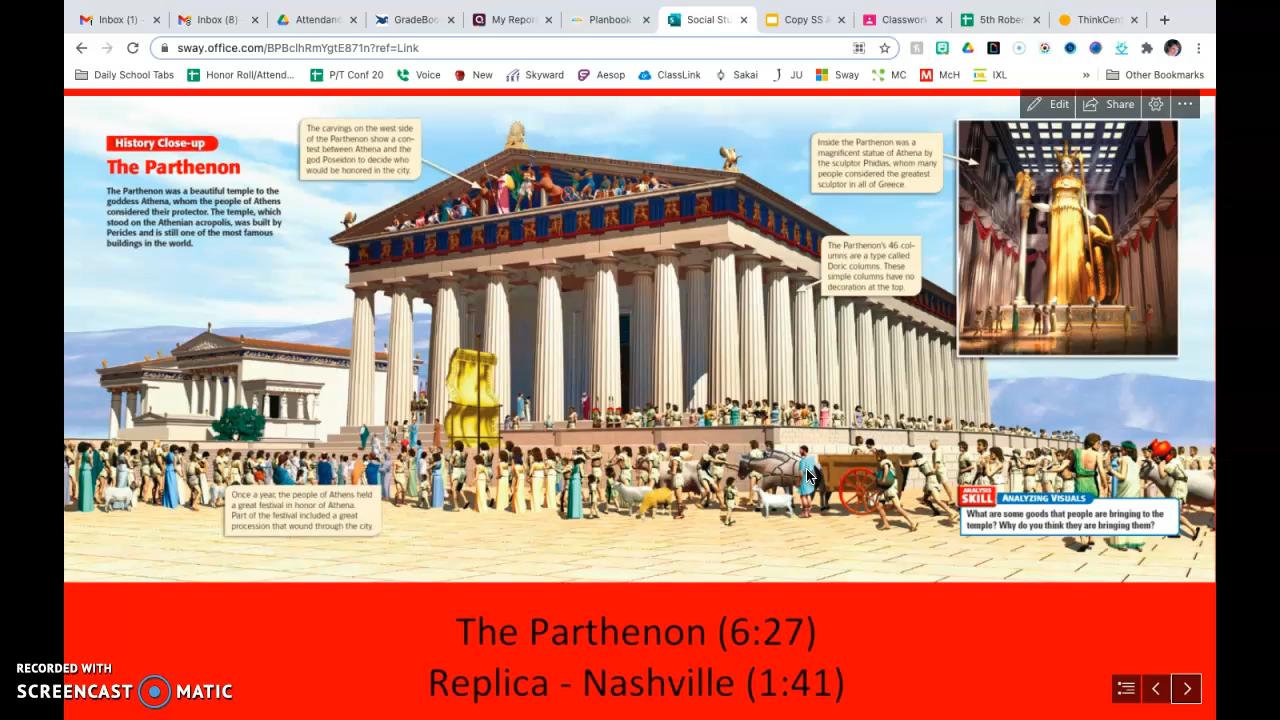 Inbox (1) -
Inbox (8)
Attendanc
GradeBoo
My Repor
Planbook
Social Stu
Copy SS A
Classwork
5th Rober
ThinkCent
sway.office.com/BPBclhRmYgtE871n?ref=Link
Daily School Tabs
Honor Roll/Attend...
P/T Conf 20
Voice
New
Skyward
Aesop
ClassLink
Sakai
JU
Sway
MC
McH
IXL
»
Other Bookmarks
Edit
Share
History Close-up
The Parthenon
The Parthenon was a beautiful temple to the
goddess Athena, whom the people of Athens
considered their protector. The temple, which
stood on the Athenian acropolis, was built by
Pericles and is still one of the most famous
buildings in the world.
The carvings on the west side
of the Parthenon show a con-
test between Athena and the
god Poseidon to decide who
would be honored in the city.
Inside the Parthenon was a
magnificent statue of Athena by
the sculptor Phidias, whom many
people considered the greatest
sculptor in all of Greece.
The Parthenon's 46 col-
umns are a type called
Doric columns. These
simple columns have no
decoration at the top.
Once a year, the people of Athens held
a great festival in honor of Athena.
Part of the festival included a great
procession that wound through the city.
ANALYSIS
SKILL
ANALYZING VISUALS
What are some goods that people are bringing to the
temple? Why do you think they are bringing them?
The Parthenon (6:27)
Replica - Nashville (1:41)
RECORDED WITH
SCREENCAST MATIC